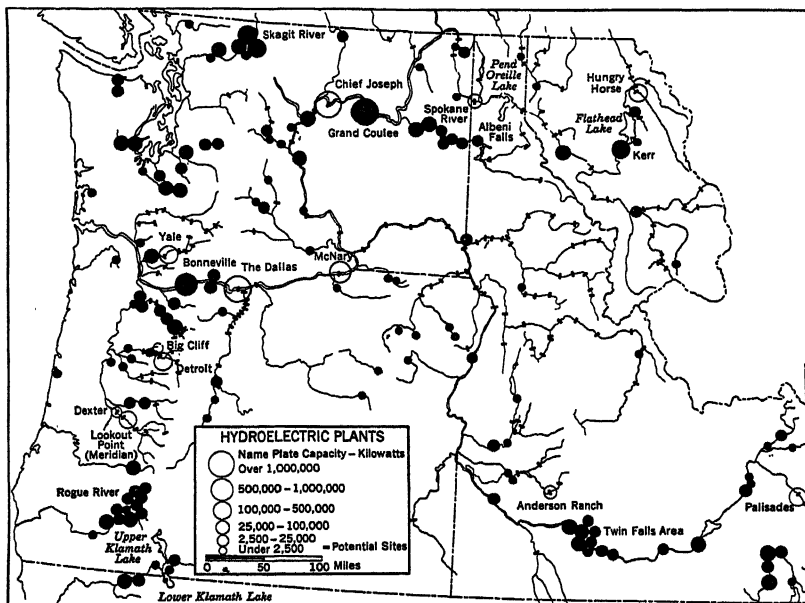 Skagit River
Chief Joseph
Grand Coulee
Spokane
River
Pend
Oreille
Lake
Albeni
Falls
Hungry
Horse
Flathead
Lake
Kerr
Yale
Bonneville
The Dallas
McNary
Big Cliff
Detroit
Dexter
Lookout
Point
(Meridian)
Rogue River
Upper
Klamath
Lake
Lower Klamath Lake
Anderson Ranch
Twin Falls Area
Palisades
HYDROELECTRIC PLANTS
Name Plate Capacity – Kilowatts
Over 1,000,000
500,000 – 1,000,000
100,000 – 500,000
25,000 – 100,000
2,500 – 25,000
Under 2,500 = Potential Sites
0 50 100
Miles